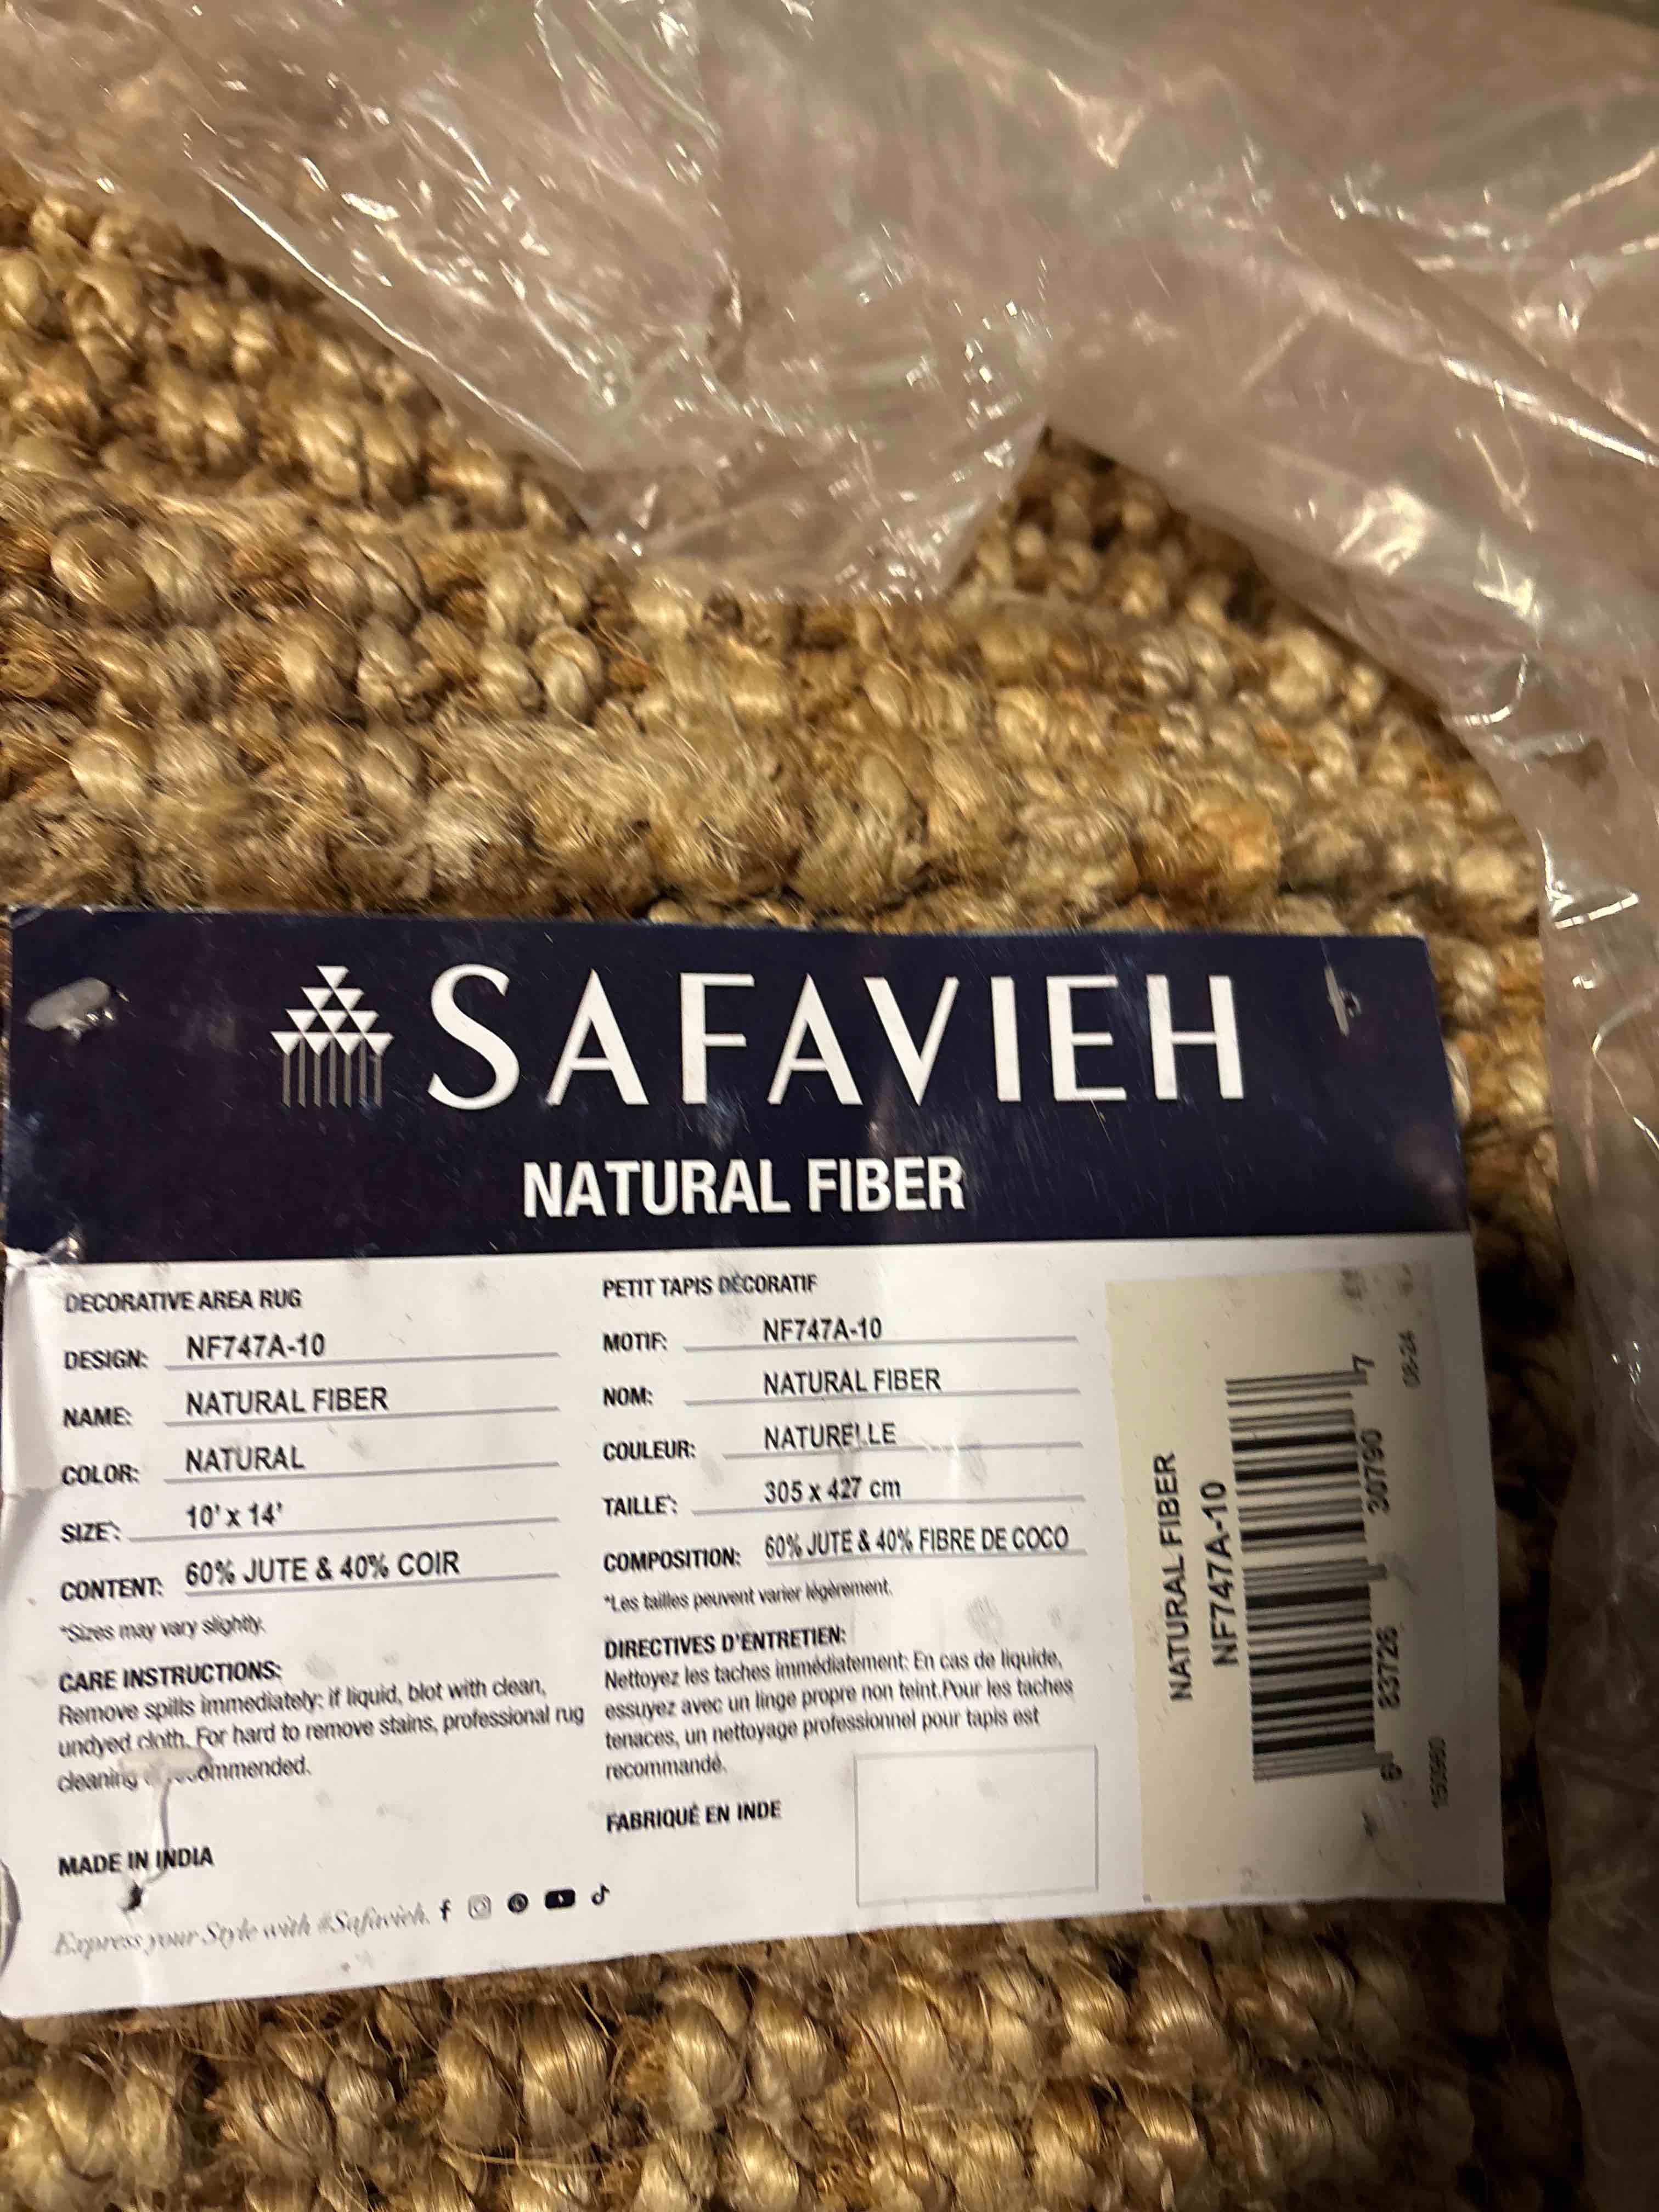 SAFAVIEH
NATURAL FIBER
DECORATIVE AREA RUG
DESIGN: NF747A-10
NAME: NATURAL FIBER
COLOR: NATURAL
SIZE*: 10' x 14'
CONTENT: 60% JUTE & 40% COIR
*Sizes may vary slightly.
CARE INSTRUCTIONS:
Remove spills immediately: if liquid, blot with clean,
undyed cloth. For hard to remove stains, professional rug
cleaning
MADE IN INDIA
Express your Style with #Safavieh.
PETIT TAPIS DÉCORATIF
MOTIF: NF747A-10
NOM: NATURAL FIBER
COULEUR: NATURELLE
TAILLE*: 305 x 427 cm
COMPOSITION: 60% JUTE & 40% FIBRE DE COCO
*Les tailles peuvent varier légèrement.
DIRECTIVES D'ENTRETIEN:
Nettoyez les taches immédiatement: En cas de liquide,
essuyez avec un linge propre non teint.Pour les taches
tenaces, un nettoyage professionnel pour tapis est
recommandé.
FABRIQUÉ EN INDE
NATURAL FIBER
NF747A-10
6 83726 30790 7
08-24